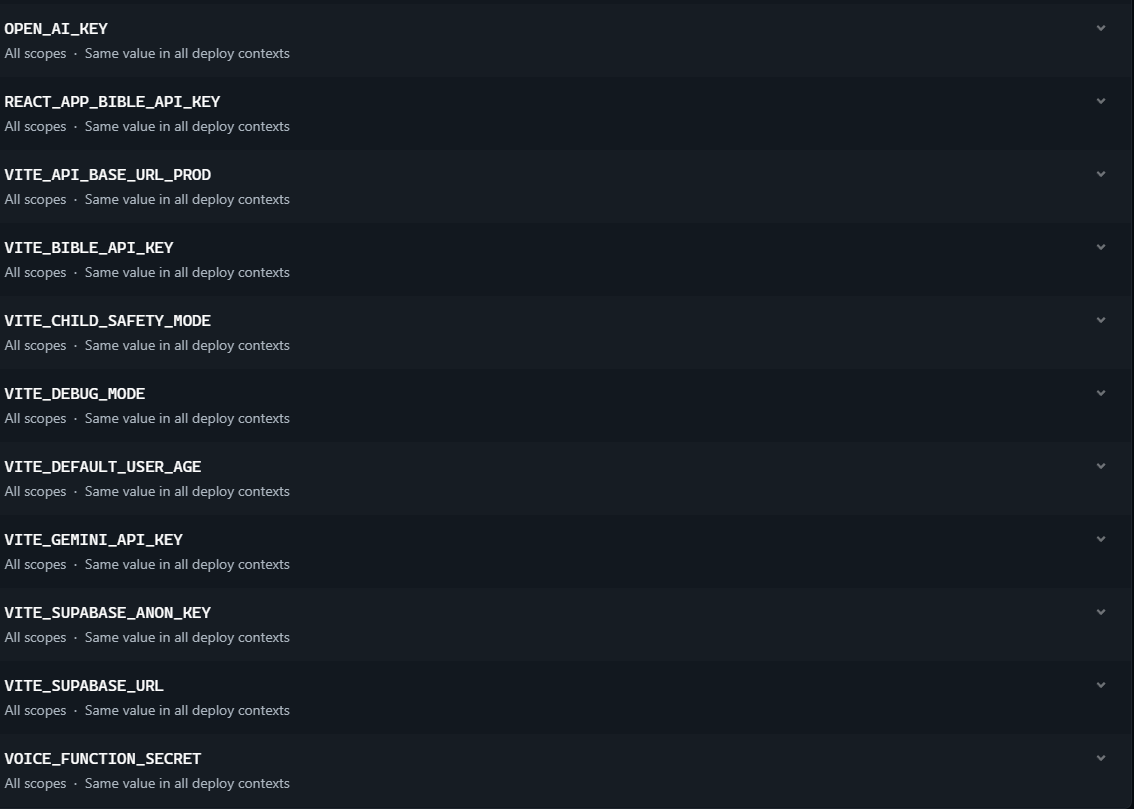 OPEN_AI_KEY
All scopes · Same value in all deploy contexts
REACT_APP_BIBLE_API_KEY
All scopes · Same value in all deploy contexts
VITE_API_BASE_URL_PROD
All scopes · Same value in all deploy contexts
VITE_BIBLE_API_KEY
All scopes · Same value in all deploy contexts
VITE_CHILD_SAFETY_MODE
All scopes · Same value in all deploy contexts
VITE_DEBUG_MODE
All scopes · Same value in all deploy contexts
VITE_DEFAULT_USER_AGE
All scopes · Same value in all deploy contexts
VITE_GEMINI_API_KEY
All scopes · Same value in all deploy contexts
VITE_SUPABASE_ANON_KEY
All scopes · Same value in all deploy contexts
VITE_SUPABASE_URL
All scopes · Same value in all deploy contexts
VOICE_FUNCTION_SECRET
All scopes · Same value in all deploy contexts